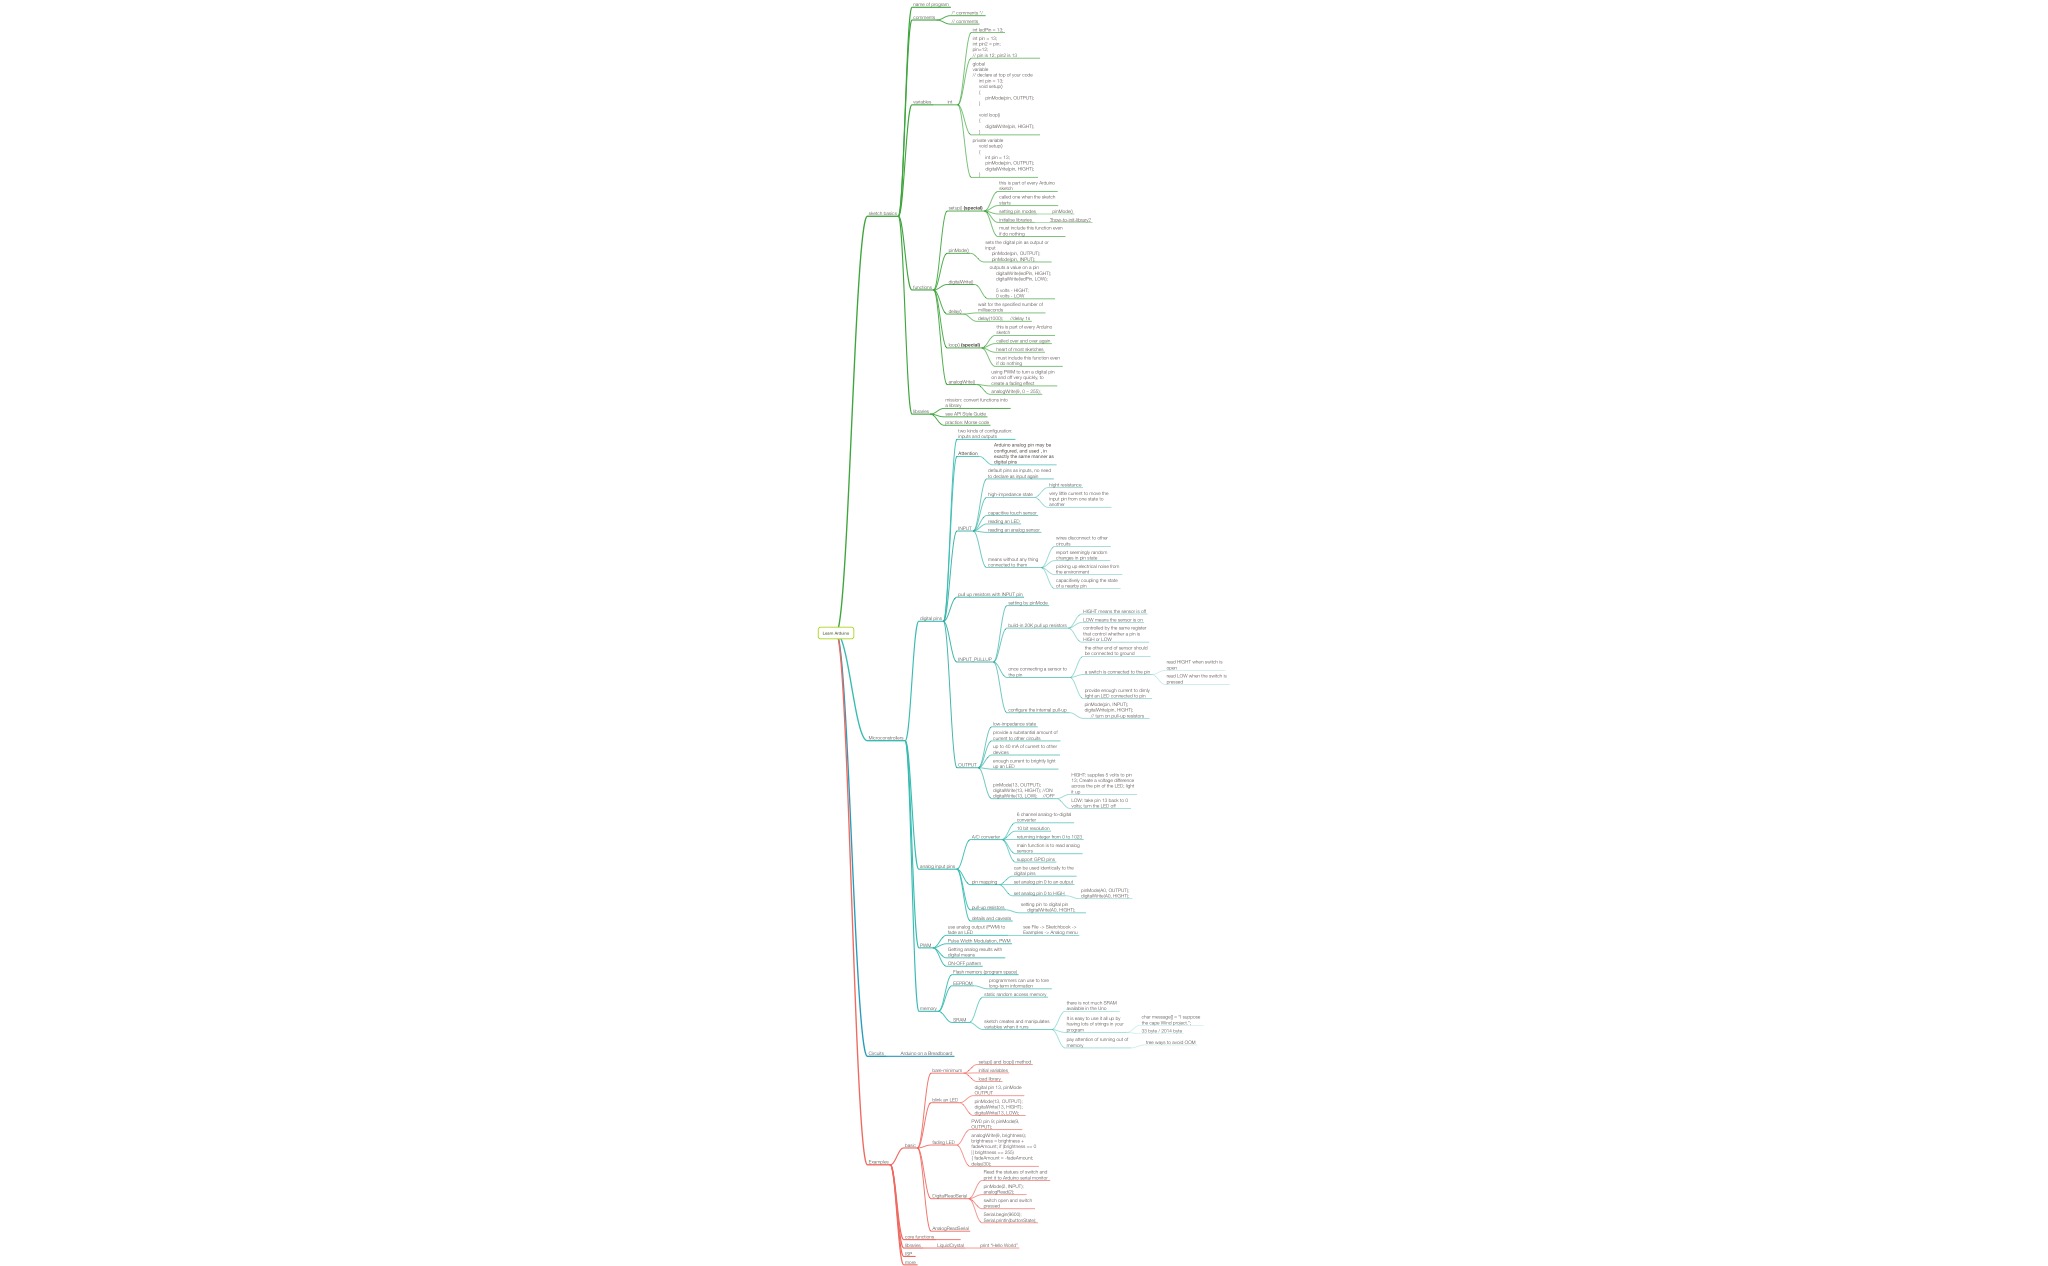 name of program
comments
/* comments */
// comments
int ledPin = 13;
int pin = 13;
int pin2 = pin;
pin=12;
// pin is 12, pin2 is 13
global
variable
// declare at top of your code
int pin = 13;
void setup()
{
pinMode(pin, OUTPUT);
}
void loop()
{
digitalWrite(pin, HIGHT)
}
variables
int
private variable
void setup()
{
int pin = 13;
pinMode(pin, OUTPUT);
digitalWrite(pin, HIGHT);
}
sketch basics
this is part of every Arduino
sketch
called one when the sketch
starts
setup() (special)
setting pin modes
pinMode()
initialise libraries
must include this function even
if do nothing
pinMode()
sets the digital pin as output or
input
pinMode(pin, OUTPUT);
pinMode(pin, INPUT);
outputs a value on a pin
digitalWrite(ledPin, HIGHT);
digitalWrite(ledPin, LOW);
digitalWrite()
functions
5 volts - HIGHT
0 volts - LOW
delay()
wait for the specified number of
milliseconds
delay(1000);
//delay 1s
this is part of every Arduino
sketch
called over and over again
loop() (special)
heart of most sketches
must include this function even
if do nothing
using PWM to turn a digital pin
on and off very quickly, to
create a fading effect
analogWrite()
analogWrite(9, 0 ~ 255);
libraries
mission: convert functions into
a library
see API Style Guide
practice: Morse code
two kinds of configuration:
inputs and outputs
Attention
Arduino analog pin may be
configured, and used , in
exactly the same manner as
digital pins
default pins as inputs, no need
to declare as input again
high-impedance state
hight resistance
very little current to move the
input pin from one state to
another
capacitive touch sensor
reading an LED
reading an analog sensor
INPUT
means without any thing
connected to them
wires disconnect to other
circuits
report seemingly random
changes in pin state
picking up electrical noise from
the environment
capacitively coupling the state
of a nearby pin
pull up resistors with INPUT pin
digital pins
setting by pinMode
build-in 20K pull up resistors
HIGHT means the sensor is off
LOW means the sensor is on
controlled by the same register
that control whether a pin is
HIGH or LOW
INPUT_PULLUP
once connecting a sensor to
the pin
the other end of sensor should
be connected to ground
a switch is connected to the pin
read HIGHT when switch is
open
read LOW when the switch is
pressed
provide enough current to dimly
light an LED connected to pin
configure the internal pull-up
pinMode(pin, INPUT);
digitalWrite(pin, HIGHT);
// turn on pull up resistors
Learn Arduino
Microcontrollers
low-impedance state
provide a substantial amount of
current to other circuits
up to 40 mA of current to other
devices
enough current to brightly light
up an LED
OUTPUT
pinMode(13, OUTPUT);
digitalWrite(13, HIGHT); //ON
digitalWrite(13, LOW); //OFF
HIGHT: supplies 5 volts to pin
13. Create a voltage difference
across the pin of the LED, light
it up
LOW: take pin 13 back to 0
volts, turn the LED off
6 channel analog-to-digital
converter
10 bit resolution
A/D converter
returning integer from 0 to 1023
main function is to read analog
sensors
support GPIO pins
analog input pins
can be used identically to the
digital pins
pin mapping
set analog pin 0 to an output
set analog pin 0 to HIGH
pinMode(A0, OUTPUT);
digitalWrite(A0, HIGHT);
pull-up resistors
setting pin to digital pin
digitalWrite(A0, HIGHT);
details and caveats
use analog output (PWM) to
fade an LED
see File -> Sketchbook ->
Examples -> Analog menu
PWM
Pulse Width Modulation, PWM
Getting analog results with
digital means
ON-OFF pattern
Flash memory (program space)
EEPROM
programmers can use to tore
long-term information
static random access memory
memory
SRAM
sketch creates and manipulates
variables when it runs
there is not much SRAM
available in the Uno
it is easy to use it all up by
having lots of strings in your
program
char message[] = "I suppose
the cape Wind project.";
33 byte / 2014 byte
pay attention of running out of
memory
tree ways to avoid OOM
Circuits
Arduino on a Breadboard
bare minimum
setup() and loop() method
initial variables
load library
blink an LED
digital pin 13, pinMode
OUTPUT
pinMode(13, OUTPUT);
digitalWrite(13, HIGHT);
digitalWrite(13, LOW);
PWD pin 9; pinMode(9,
OUTPUT);
fading LED
analogWrite(9, brightness);
brightness = brightness +
fadeAmount; if (brightness == 0
|| brightness == 255)
{ fadeAmount = -fadeAmount;
delay(30);
basic
Examples
DigitalReadSerial
Read the statues of switch and
print it to Arduino serial monitor
pinMode(2, INPUT);
analogRead(2);
switch open and switch
pressed
Serial.begin(9600);
Serial.println(buttonState);
AnalogReadSerial
core functions
libraries
LiquidCrystal
print "Hello World"
more